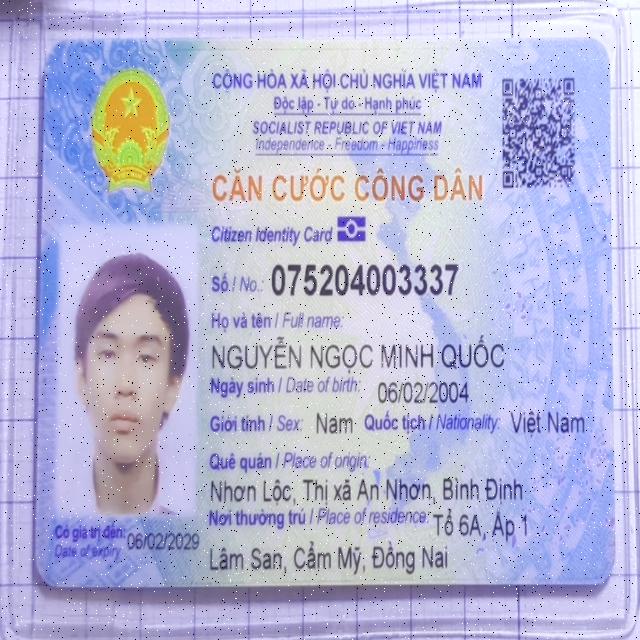 CỘNG HÒA XÃ HỘI CHỦ NGHĨA VIỆT NAM
Độc lập - Tự do - Hạnh phúc
SOCIALIST REPUBLIC OF VIET NAM
Independence - Freedom - Happiness
CĂN CƯỚC CÔNG DÂN
Citizen Identity Card
Số / No.: 075204003337
Họ và tên / Full name:
NGUYỄN NGỌC MINH QUỐC
Ngày sinh / Date of birth: 06/02/2004
Giới tính / Sex: Nam Quốc tịch / Nationality: Việt Nam
Quê quán / Place of origin:
Nhơn Lộc, Thị xã An Nhơn, Bình Định
Nơi thường trú / Place of residence: Tổ 6A, Ấp 1
Lâm San, Cẩm Mỹ, Đồng Nai
Có giá trị đến: 06/02/2029
Date of expiry